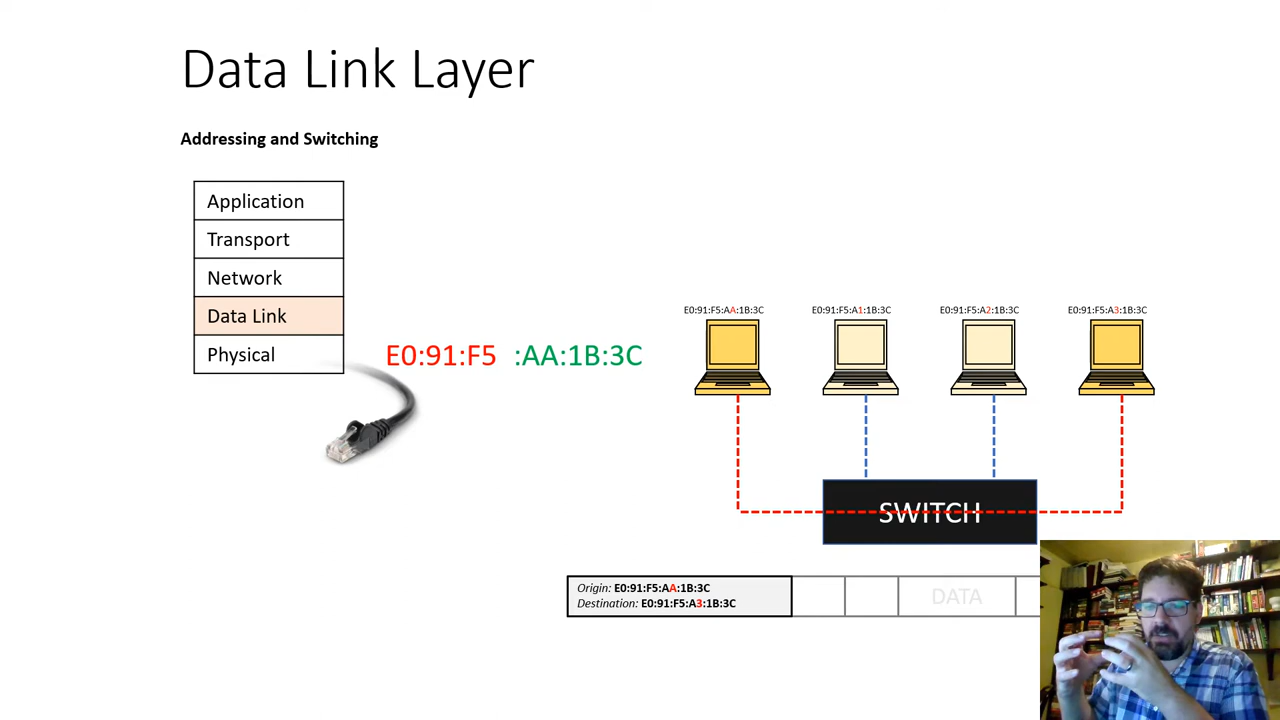 Data Link Layer
Addressing and Switching
Application
Transport
Network
Data Link
Physical
E0:91:F5 :AA:1B:3C
E0:91:F5:AA:1B:3C
E0:91:F5:A1:1B:3C
E0:91:F5:A2:1B:3C
E0:91:F5:A3:1B:3C
SWITCH
Origin: E0:91:F5:AA:1B:3C
Destination: E0:91:F5:A3:1B:3C
DATA